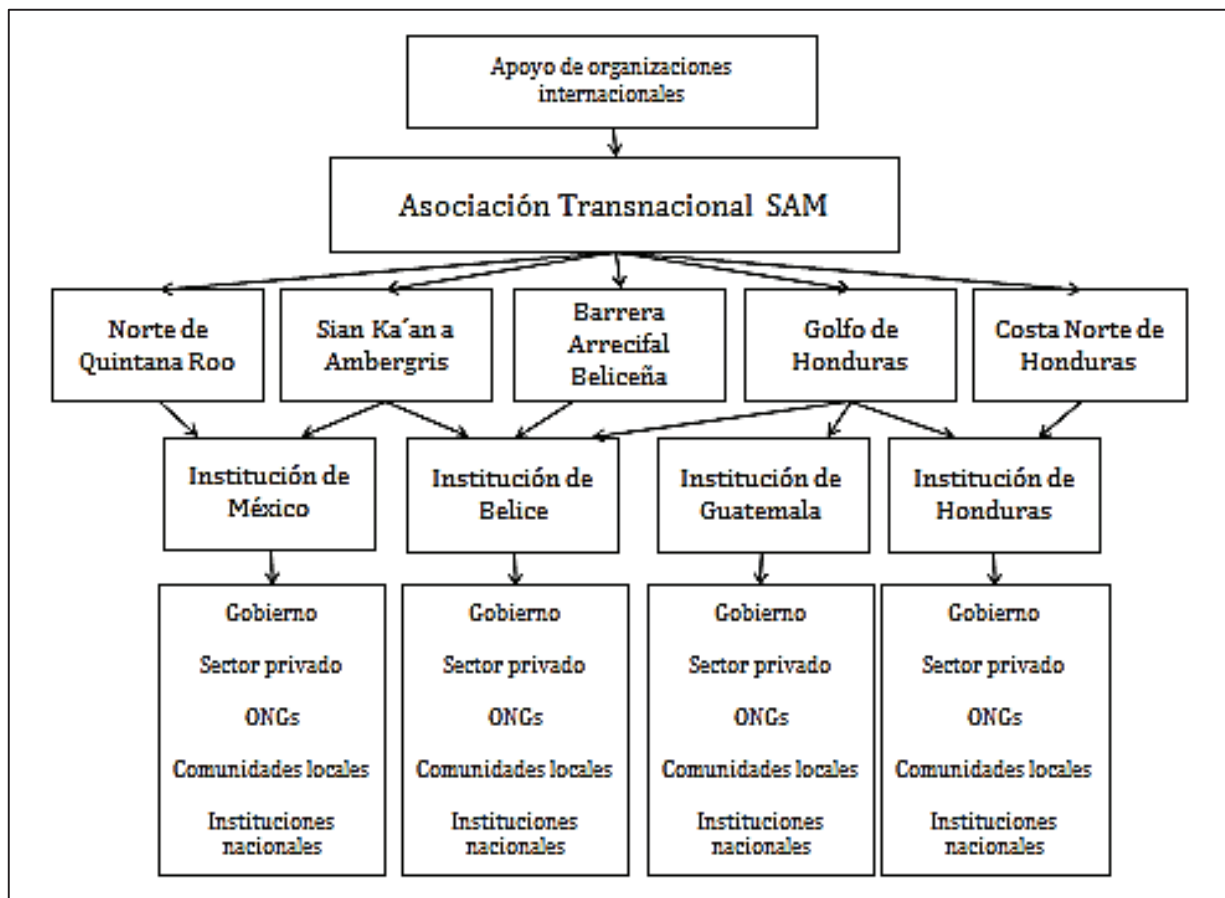 Apoyo de organizaciones
internacionales
Asociación Transnacional SAM
Norte de
Quintana Roo
Sian Ka´an a
Ambergris
Barrera
Arrecifal
Beliceña
Golfo de
Honduras
Costa Norte de
Honduras
Institución de
México
Institución de
Belice
Institución de
Guatemala
Institución de
Honduras
Gobierno
Sector privado
ONGs
Comunidades locales
Instituciones
nacionales
Gobierno
Sector privado
ONGs
Comunidades locales
Instituciones
nacionales
Gobierno
Sector privado
ONGs
Comunidades locales
Instituciones
nacionales
Gobierno
Sector privado
ONGs
Comunidades locales
Instituciones
nacionales